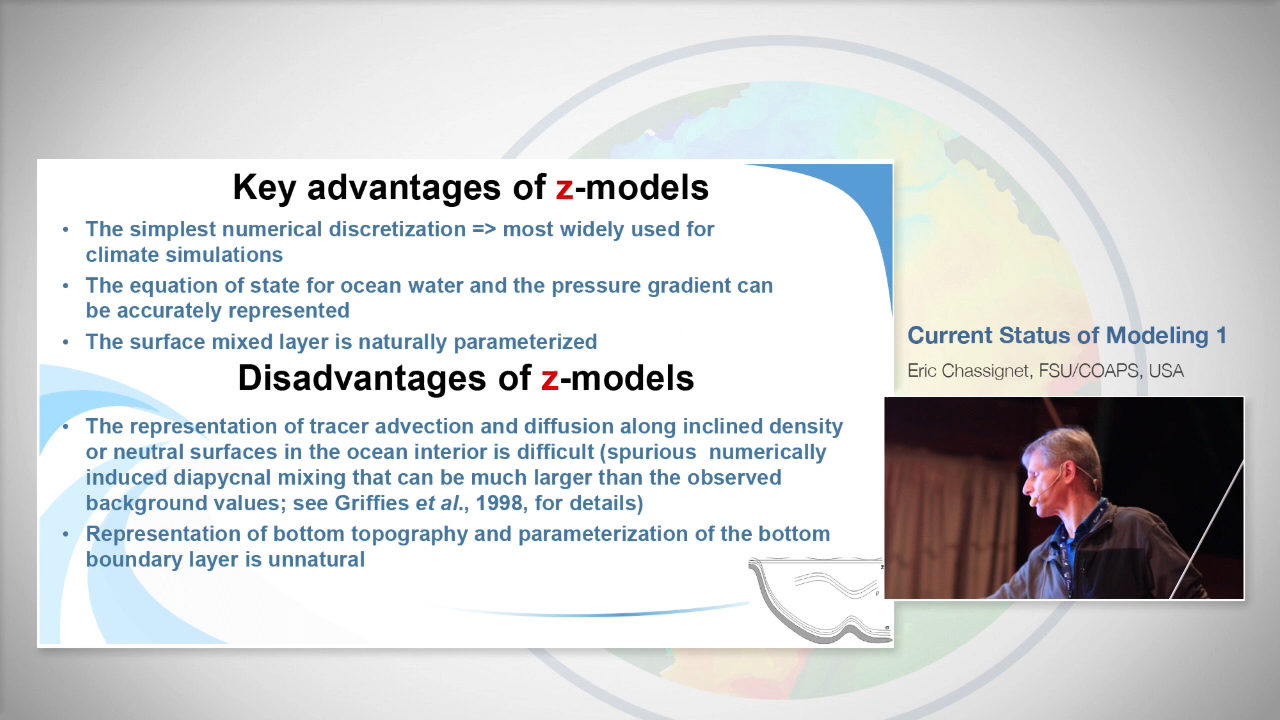 Key advantages of z-models
• The simplest numerical discretization => most widely used for
climate simulations
• The equation of state for ocean water and the pressure gradient can
be accurately represented
• The surface mixed layer is naturally parameterized
Disadvantages of z-models
• The representation of tracer advection and diffusion along inclined density
or neutral surfaces in the ocean interior is difficult (spurious  numerically
induced diapycnal mixing that can be much larger than the observed
background values; see Griffies et al., 1998, for details)
• Representation of bottom topography and parameterization of the bottom
boundary layer is unnatural
Current Status of Modeling 1
Eric Chassignet, FSU/COAPS, USA